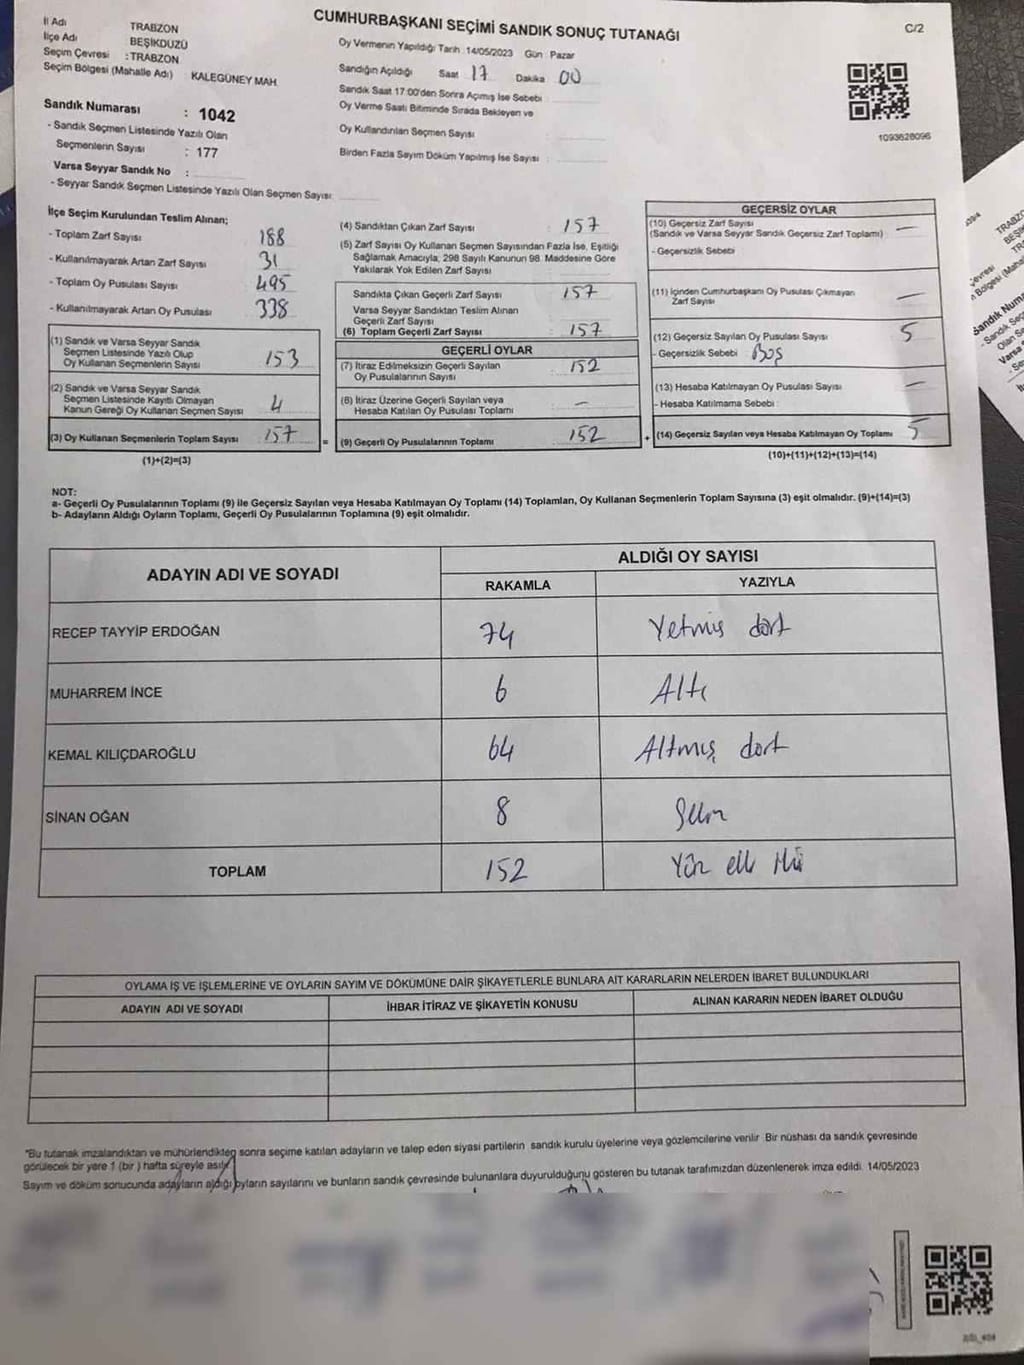 CUMHURBAŞKANI SEÇİMİ SANDIK SONUÇ TUTANAĞI
C/2
İl Adı TRABZON
İlçe Adı BEŞİKDÜZÜ
Seçim Çevresi : TRABZON
Seçim Bölgesi (Mahalle Adı) KALEGÜNEY MAH.
Sandık Numarası : 1042
- Sandık Seçmen Listesinde Yazılı Olan
Seçmenlerin Sayısı : 177
Varsa Seyyar Sandık No :
- Seyyar Sandık Seçmen Listesinde Yazılı Olan Seçmen Sayısı:
Oy Vermenin Yapıldığı Tarih :14/05/2023 Gün : Pazar
Sandığın Açıldığı Saat 17 Dakika 00
Sandık Saat 17:00'den Sonra Açımış İse Sebebi :
Oy Verme Saati Bitiminde Sırada Bekleyen ve
Oy Kullandırılan Seçmen Sayısı :
Birden Fazla Sayım Döküm Yapılmış İse Sayısı :
1093628096
İlçe Seçim Kurulundan Teslim Alınan;
- Toplam Zarf Sayısı 188
- Kullanılmayarak Artan Zarf Sayısı 31
- Toplam Oy Pusulası Sayısı 495
- Kullanılmayarak Artan Oy Pusulası 338
(1) Sandık ve Varsa Seyyar Sandık
Seçmen Listesinde Yazılı Olup
Oy Kullanan Seçmenlerin Sayısı 153
(2) Sandık ve Varsa Seyyar Sandık
Seçmen Listesinde Kayıtlı Olmayan
Kanun Gereği Oy Kullanan Seçmen Sayısı 4
(3) Oy Kullanan Seçmenlerin Toplam Sayısı 157
(1)+(2)=(3)
(4) Sandıktan Çıkan Zarf Sayısı : 157
(5) Zarf Sayısı Oy Kullanan Seçmen Sayısından Fazla İse, Eşitliği
Sağlamak Amacıyla, 298 Sayılı Kanunun 98. Maddesine Göre
Yakılarak Yok Edilen Zarf Sayısı :
Sandıkta Çıkan Geçerli Zarf Sayısı : 157
Varsa Seyyar Sandıktan Teslim Alınan
Geçerli Zarf Sayısı :
(6) Toplam Geçerli Zarf Sayısı : 157
GEÇERLİ OYLAR
(7) İtiraz Edilmeksizin Geçerli Sayılan
Oy Pusulalarının Sayısı : 152
(8) İtiraz Üzerine Geçerli Sayılan veya
Hesaba Katılan Oy Pusulası Toplamı : —
= (9) Geçerli Oy Pusulalarının Toplamı : 152
GEÇERSİZ OYLAR
(10) Geçersiz Zarf Sayısı
(Sandık ve Varsa Seyyar Sandık Geçersiz Zarf Toplamı) : —
- Geçersizlik Sebebi
(11) İçinden Cumhurbaşkanı Oy Pusulası Çıkmayan
Zarf Sayısı : —
(12) Geçersiz Sayılan Oy Pusulası Sayısı : 5
- Geçersizlik Sebebi : Boş
(13) Hesaba Katılmayan Oy Pusulası Sayısı : —
- Hesaba Katılmama Sebebi :
+ (14) Geçersiz Sayılan veya Hesaba Katılmayan Oy Toplamı : 5
(10)+(11)+(12)+(13)=(14)
NOT:
a- Geçerli Oy Pusulalarının Toplamı (9) ile Geçersiz Sayılan veya Hesaba Katılmayan Oy Toplamı (14) Toplamları, Oy Kullanan Seçmenlerin Toplam Sayısına (3) eşit olmalıdır. (9)+(14)=(3)
b- Adayların Aldığı Oyların Toplamı, Geçerli Oy Pusulalarının Toplamına (9) eşit olmalıdır.
ADAYIN ADI VE SOYADI ALDIĞI OY SAYISI
RAKAMLA YAZIYLA
RECEP TAYYİP ERDOĞAN 74 Yetmiş dört
MUHARREM İNCE 6 Altı
KEMAL KILIÇDAROĞLU 64 Altmış dört
SİNAN OĞAN 8 Sekiz
TOPLAM 152 Yüz elli iki
OYLAMA İŞ VE İŞLEMLERİNE VE OYLARIN SAYIM VE DÖKÜMÜNE DAİR ŞİKAYETLERLE BUNLARA AİT KARARLARIN NELERDEN İBARET BULUNDUKLARI
ADAYIN ADI VE SOYADI İHBAR İTİRAZ VE ŞİKAYETİN KONUSU ALINAN KARARIN NEDEN İBARET OLDUĞU
"Bu tutanak imzalandıktan ve mühürlendikten sonra seçime katılan adayların ve talep eden siyasi partilerin sandık kurulu üyelerine veya gözlemcilerine verilir. Bir nüshası da sandık çevresinde
görülecek bir yere 1 (bir ) hafta süreyle asılır.
Sayım ve döküm sonucunda adayların aldığı oyların sayılarını ve bunların sandık çevresinde bulunanlara duyurulduğunu gösteren bu tutanak tarafımızdan düzenlenerek imza edildi. 14/05/2023